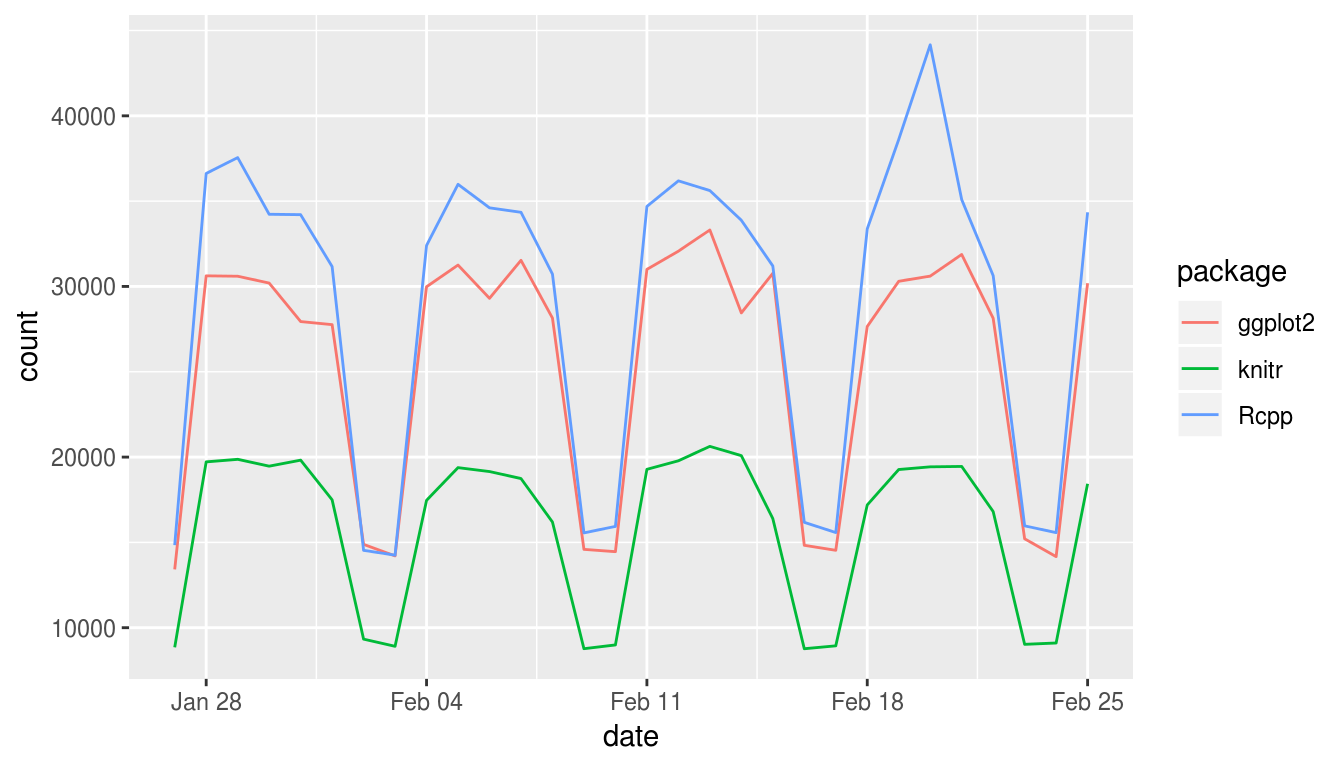 40000
30000
20000
10000
count
Jan 28
Feb 04
Feb 11
Feb 18
Feb 25
date
package
ggplot2
knitr
Rcpp